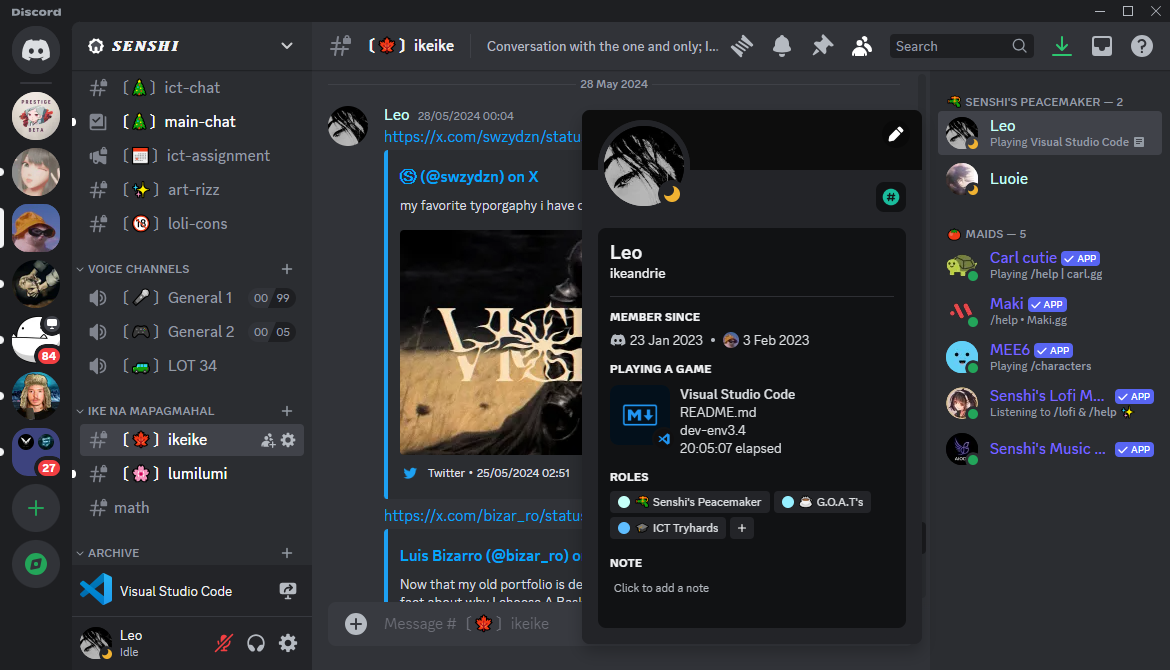 Discord
SENSHI
ict-chat
main-chat
ict-assignment
art-rizz
loli-cons
VOICE CHANNELS
General 1
00 99
General 2
00 05
LOT 34
IKE NA MAPAGMAHAL
ikeike
lumilumi
math
ARCHIVE
Visual Studio Code
Leo
Idle
PRESTIGE
BETA
84
27
ikeike
Conversation with the one and only; I...
Search
28 May 2024
Leo 28/05/2024 00:04
https://x.com/swzydzn/statu
Ⓢ (@swzydzn) on X
my favorite typorgaphy i have c
Twitter • 25/05/2024 02:51
https://x.com/bizar_ro/statu
Luis Bizarro (@bizar_ro) o
Now that my old portfolio is de
Message # ikeike
Leo
ikeandrie
MEMBER SINCE
23 Jan 2023 • 3 Feb 2023
PLAYING A GAME
Visual Studio Code
README.md
dev-env3.4
20:05:07 elapsed
ROLES
Senshi's Peacemaker
G.O.A.T's
ICT Tryhards
+
NOTE
Click to add a note
SENSHI'S PEACEMAKER — 2
Leo
Playing Visual Studio Code
Luoie
MAIDS — 5
Carl cutie ✓ APP
Playing /help | carl.gg
Maki ✓ APP
/help • Maki.gg
MEE6 ✓ APP
Playing /characters
Senshi's Lofi M... ✓ APP
Listening to /lofi & /help ✨
Senshi's Music ... ✓ APP